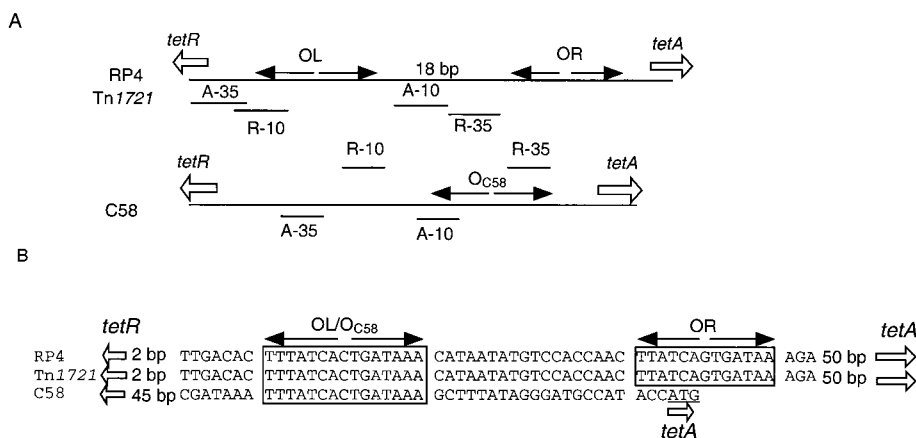 A
tetR OL 18 bp OR tetA
RP4
Tn1721
A-35 A-10
R-10 R-35
R-10 R-35
tetR OC58 tetA
C58
A-35 A-10
B
tetR OL/OC58 OR tetA
RP4 2 bp TTGACAC TTTATCACTGATAAA CATAATATGTCCACCAAC TTATCAGTGATAA AGA 50 bp
Tn1721 2 bp TTGACAC TTTATCACTGATAAA CATAATATGTCCACCAAC TTATCAGTGATAA AGA 50 bp
C58 45 bp CGATAAA TTTATCACTGATAAA GCTTTATAGGGATGCCAT ACCATG
tetA